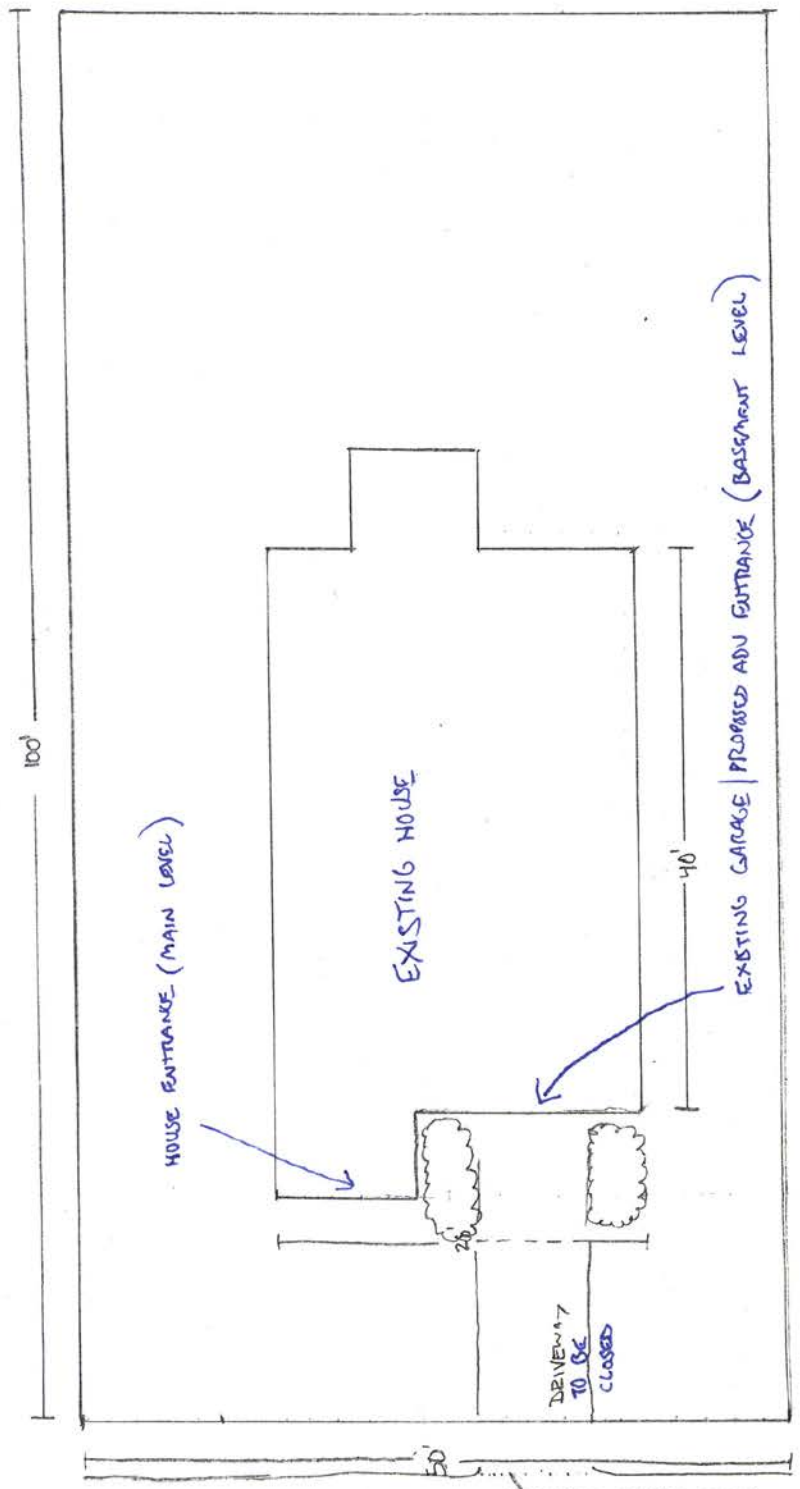 100'
HOUSE ENTRANCE (MAIN LEVEL)
EXISTING HOUSE
EXISTING GARAGE | PROPOSED ADU ENTRANCE (BASEMENT LEVEL)
40'
26'
DRIVEWAY
TO BE
CLOSED
50'